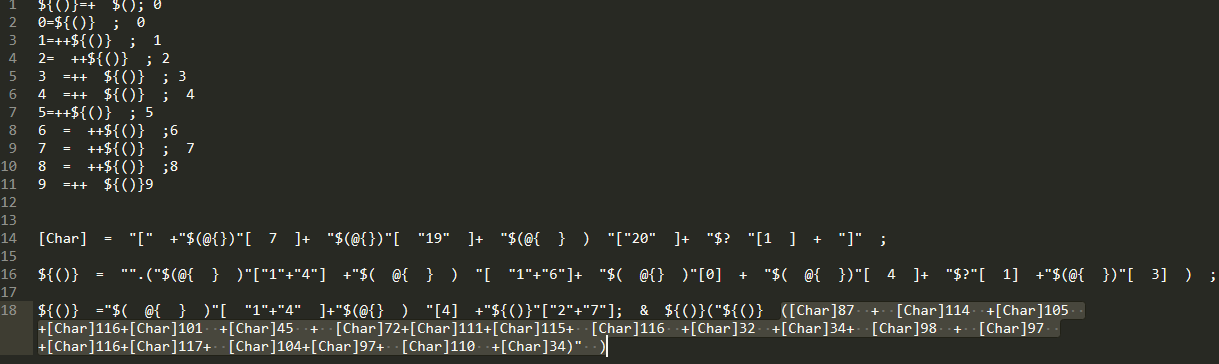 1 ${()}=+ $(); 0
2 0=${()} ; 0
3 1=++${()} ; 1
4 2= ++${()} ; 2
5 3 =++ ${()} ; 3
6 4 =++ ${()} ; 4
7 5=++${()} ; 5
8 6 = ++${()} ;6
9 7 = ++${()} ; 7
10 8 = ++${()} ;8
11 9 =++ ${()}9
12
13
14 [Char] = "[" +"$(@{})"[ 7 ]+ "$(@{})"[ "19" ]+ "$(@{ } ) "["20" ]+ "$? "[1 ] + "]" ;
15
16 ${()} = "".("$(@{ } )"["1"+"4"] +"$( @{ } ) "[ "1"+"6"]+ "$( @{} )"[0] + "$( @{ })"[ 4 ]+ "$?"[ 1] +"$(@{ })"[ 3] ) ;
17
18 ${()} ="$( @{ } )"[ "1"+"4" ]+"$(@{} ) "[4] +"${()}"["2"+"7"]; & ${()}("${()} ([Char]87 + [Char]114 +[Char]105
+[Char]116+[Char]101 +[Char]45 + [Char]72+[Char]111+[Char]115+ [Char]116 +[Char]32 +[Char]34+ [Char]98 + [Char]97
+[Char]116+[Char]117+ [Char]104+[Char]97+ [Char]110 +[Char]34)" )